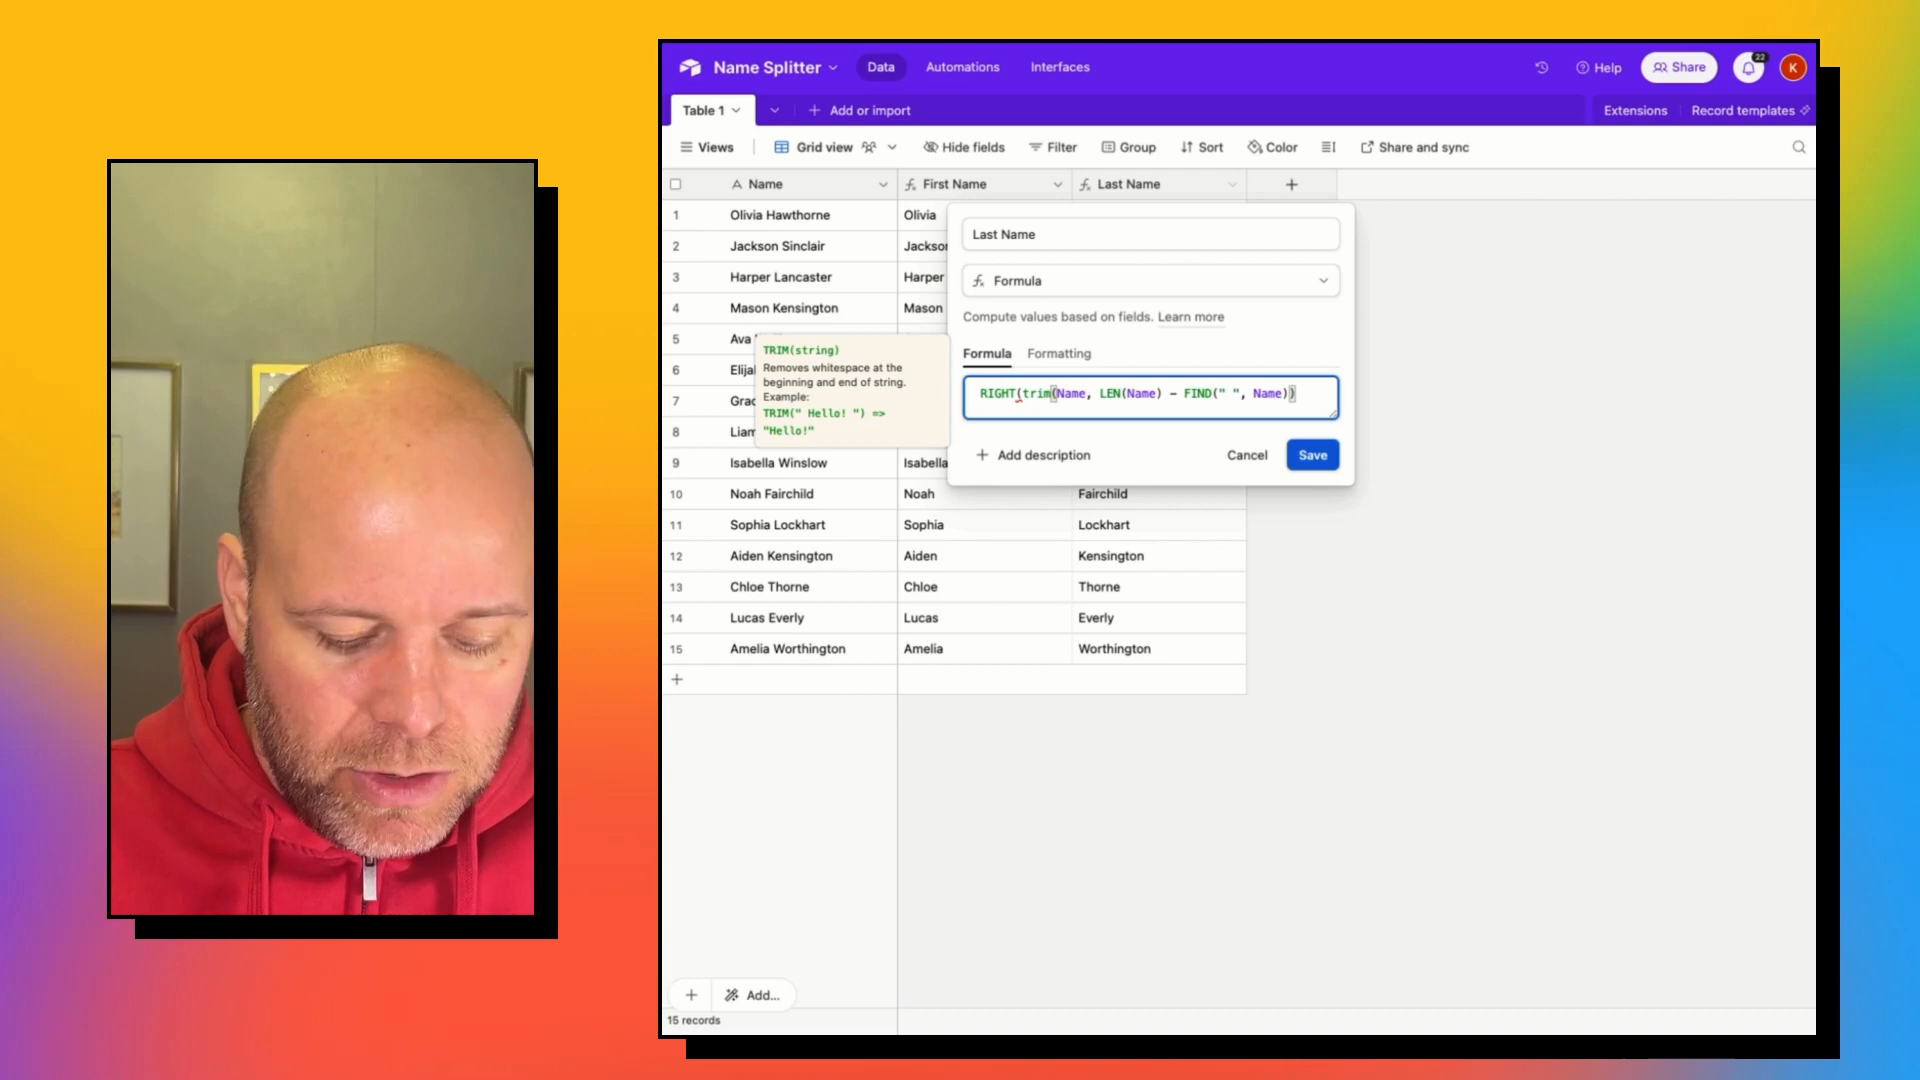 Name Splitter
Data
Automations
Interfaces
Help
Share
22
K
Table 1
Add or import
Extensions
Record templates
Views
Grid view
Hide fields
Filter
Group
Sort
Color
Share and sync
Name
First Name
Last Name
1 Olivia Hawthorne Olivia
2 Jackson Sinclair
3 Harper Lancaster Harper
4 Mason Kensington Mason
5 Ava
6
7
8 Liam
9 Isabella Winslow Isabella
10 Noah Fairchild Noah Fairchild
11 Sophia Lockhart Sophia Lockhart
12 Aiden Kensington Aiden Kensington
13 Chloe Thorne Chloe Thorne
14 Lucas Everly Lucas Everly
15 Amelia Worthington Amelia Worthington
Last Name
Formula
Compute values based on fields. Learn more
Formula
Formatting
RIGHT(trim(Name, LEN(Name) - FIND(" ", Name))
Add description
Cancel
Save
TRIM(string)
Removes whitespace at the
beginning and end of string.
Example:
TRIM(" Hello! ") =>
"Hello!"
Add...
15 records